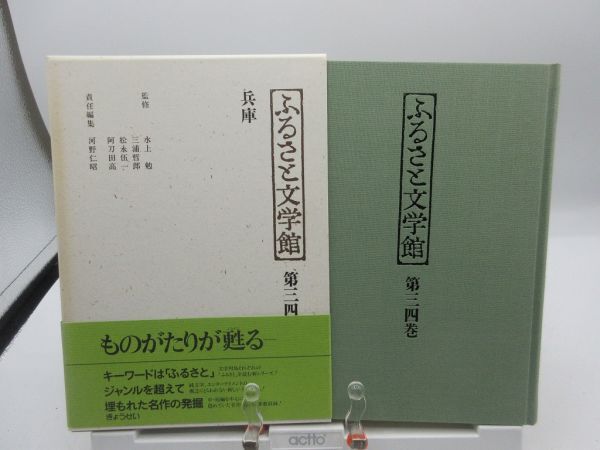 兵庫
ふるさと文学館
第三四
監修
水上 勉
三浦哲郎
松永伍一
阿刀田高
責任編集
河野仁昭
ものがたりが甦る
キーワードは「ふるさと」
ジャンルを超えて
埋もれた名作の発掘
ぎょうせい
ふるさと文学館
第三四巻
actto